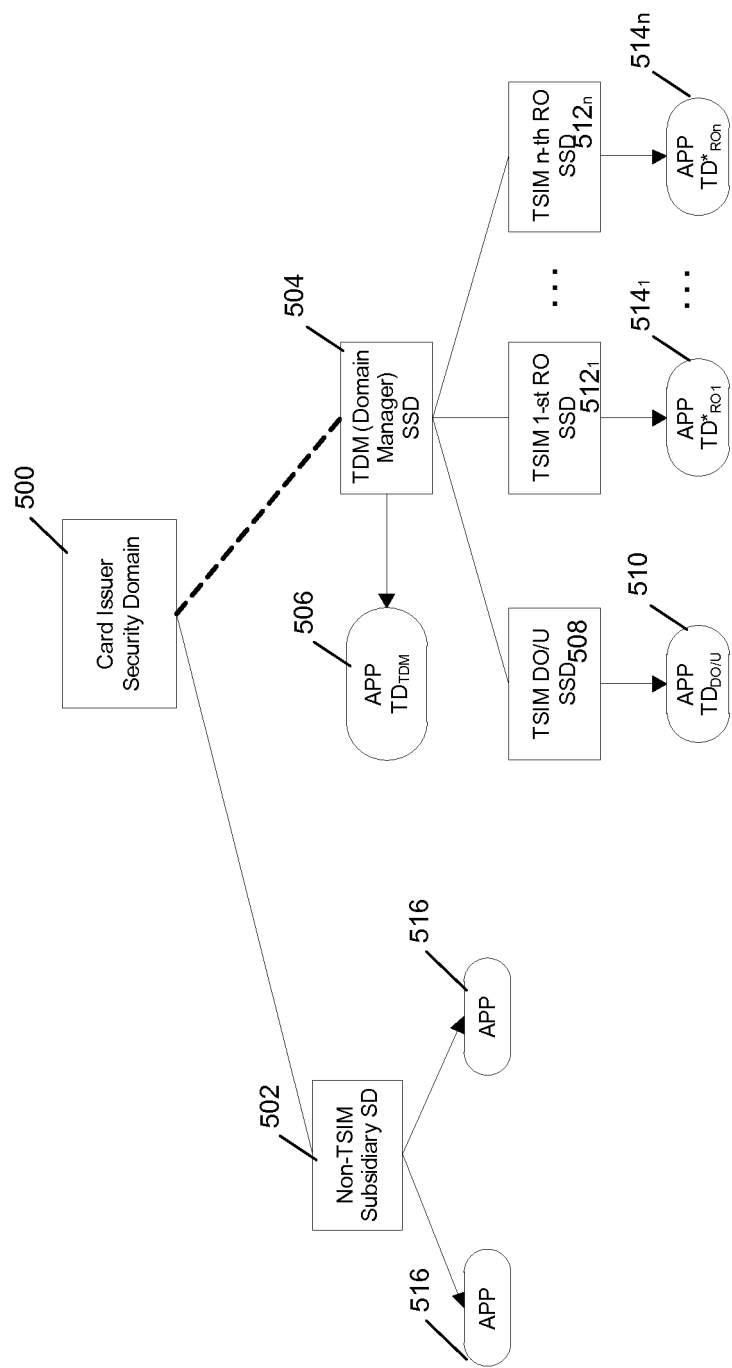 500
Card Issuer
Security Domain
502
Non-TSIM
Subsidiary SD
516
APP
516
APP
504
TDM (Domain
Manager)
SSD
506
APP
TDTDM
TSIM DO/U
SSD
508
510
APP
TDDO/U
TSIM 1-st RO
SSD
5121
5141
APP
TD*RO1
...
...
TSIM n-th RO
SSD
512n
514n
APP
TD*ROn